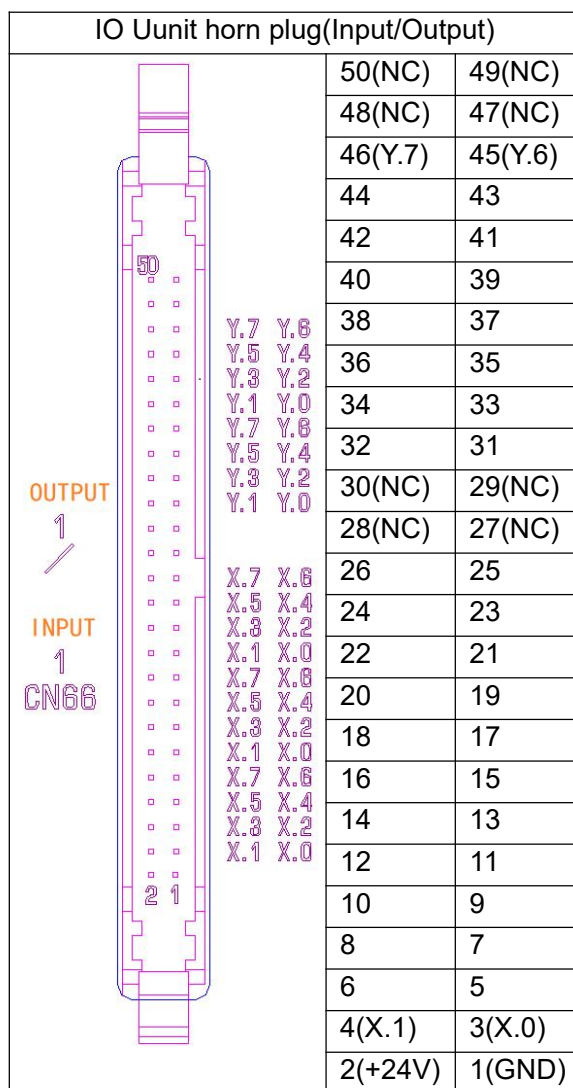 IO Uunit horn plug(Input/Output)
50
Y.7 Y.6
Y.5 Y.4
Y.3 Y.2
Y.1 Y.0
Y.7 Y.6
Y.5 Y.4
Y.3 Y.2
Y.1 Y.0
OUTPUT
1
/
INPUT
1
CN66
X.7 X.6
X.5 X.4
X.3 X.2
X.1 X.0
X.7 X.6
X.5 X.4
X.3 X.2
X.1 X.0
X.7 X.6
X.5 X.4
X.3 X.2
X.1 X.0
2 1
50(NC) 49(NC)
48(NC) 47(NC)
46(Y.7) 45(Y.6)
44 43
42 41
40 39
38 37
36 35
34 33
32 31
30(NC) 29(NC)
28(NC) 27(NC)
26 25
24 23
22 21
20 19
18 17
16 15
14 13
12 11
10 9
8 7
6 5
4(X.1) 3(X.0)
2(+24V) 1(GND)